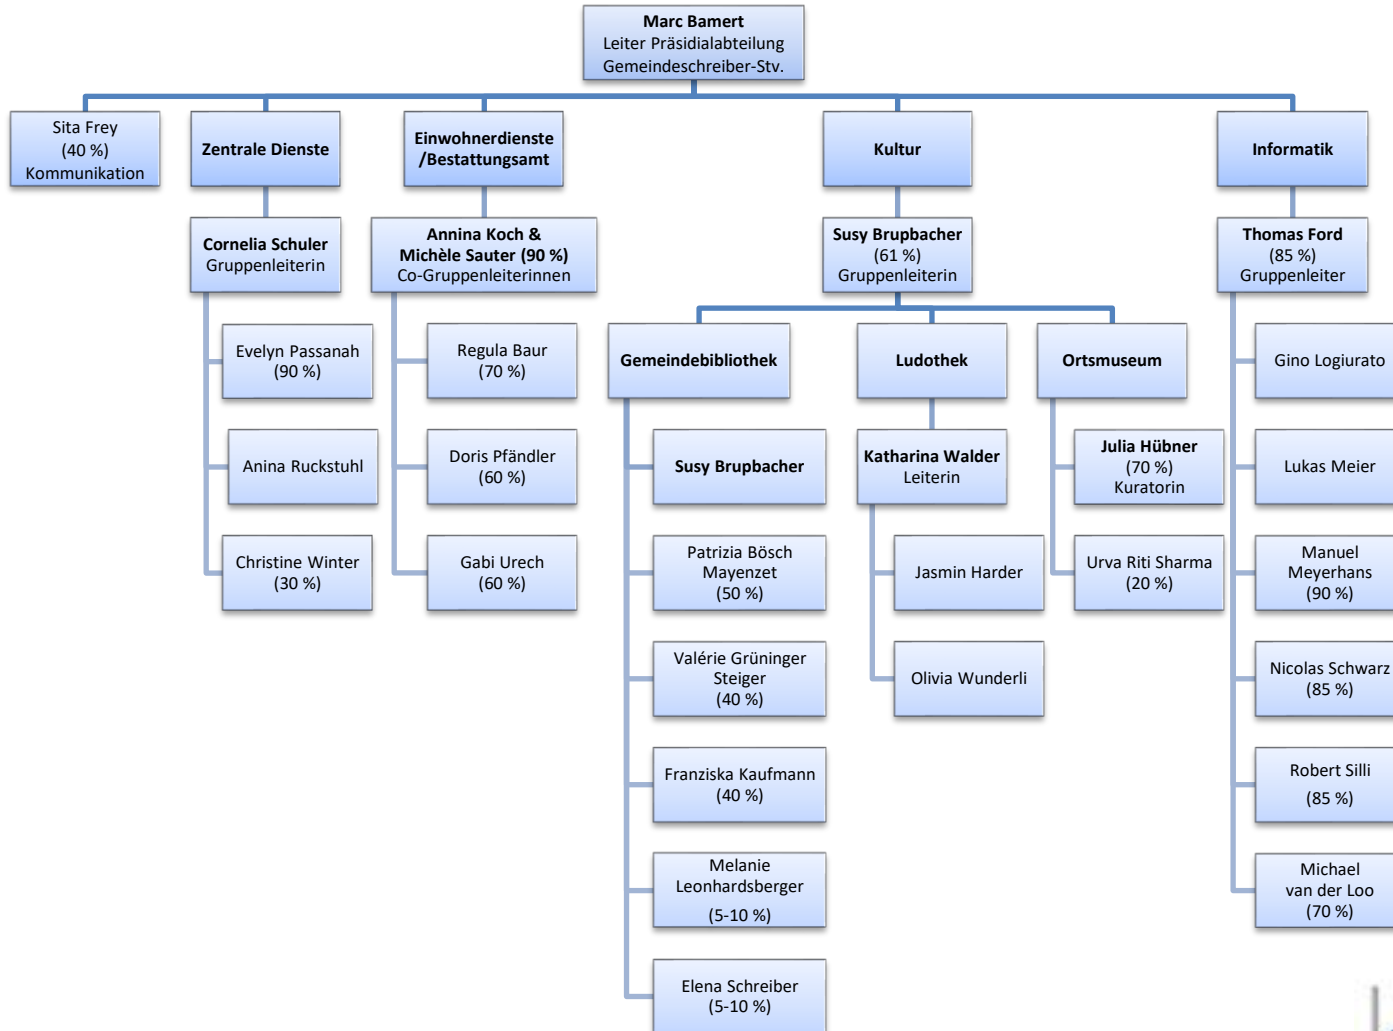 Marc Bamert
Leiter Präsidialabteilung
Gemeindeschreiber-Stv.
Sita Frey
(40 %)
Kommunikation
Zentrale Dienste
Einwohnerdienste
/Bestattungsamt
Kultur
Informatik
Cornelia Schuler
Gruppenleiterin
Annina Koch &
Michèle Sauter (90 %)
Co-Gruppenleiterinnen
Susy Brupbacher
(61 %)
Gruppenleiterin
Thomas Ford
(85 %)
Gruppenleiter
Evelyn Passanah
(90 %)
Anina Ruckstuhl
Christine Winter
(30 %)
Regula Baur
(70 %)
Doris Pfändler
(60 %)
Gabi Urech
(60 %)
Gemeindebibliothek
Ludothek
Ortsmuseum
Susy Brupbacher
Patrizia Bösch
Mayenzet
(50 %)
Valérie Grüninger
Steiger
(40 %)
Franziska Kaufmann
(40 %)
Melanie
Leonhardsberger
(5-10 %)
Elena Schreiber
(5-10 %)
Katharina Walder
Leiterin
Jasmin Harder
Olivia Wunderli
Julia Hübner
(70 %)
Kuratorin
Urva Riti Sharma
(20 %)
Gino Logiurato
Lukas Meier
Manuel
Meyerhans
(90 %)
Nicolas Schwarz
(85 %)
Robert Silli
(85 %)
Michael
van der Loo
(70 %)